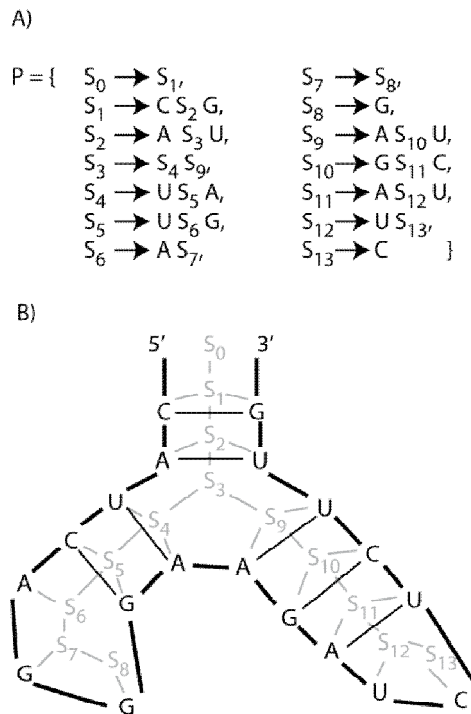 A)
P = { S0 → S1, S7 → S8,
S1 → C S2 G, S8 → G,
S2 → A S3 U, S9 → A S10 U,
S3 → S4 S9, S10 → G S11 C,
S4 → U S5 A, S11 → A S12 U,
S5 → U S6 G, S12 → U S13,
S6 → A S7, S13 → C }
B)
5' S0 3'
S1
C G
S2
A U
S3
U S4 S9 U
C S5 A A S10 C
A S6 G G S11 U
S7 S8 A S12 S13
G G U C